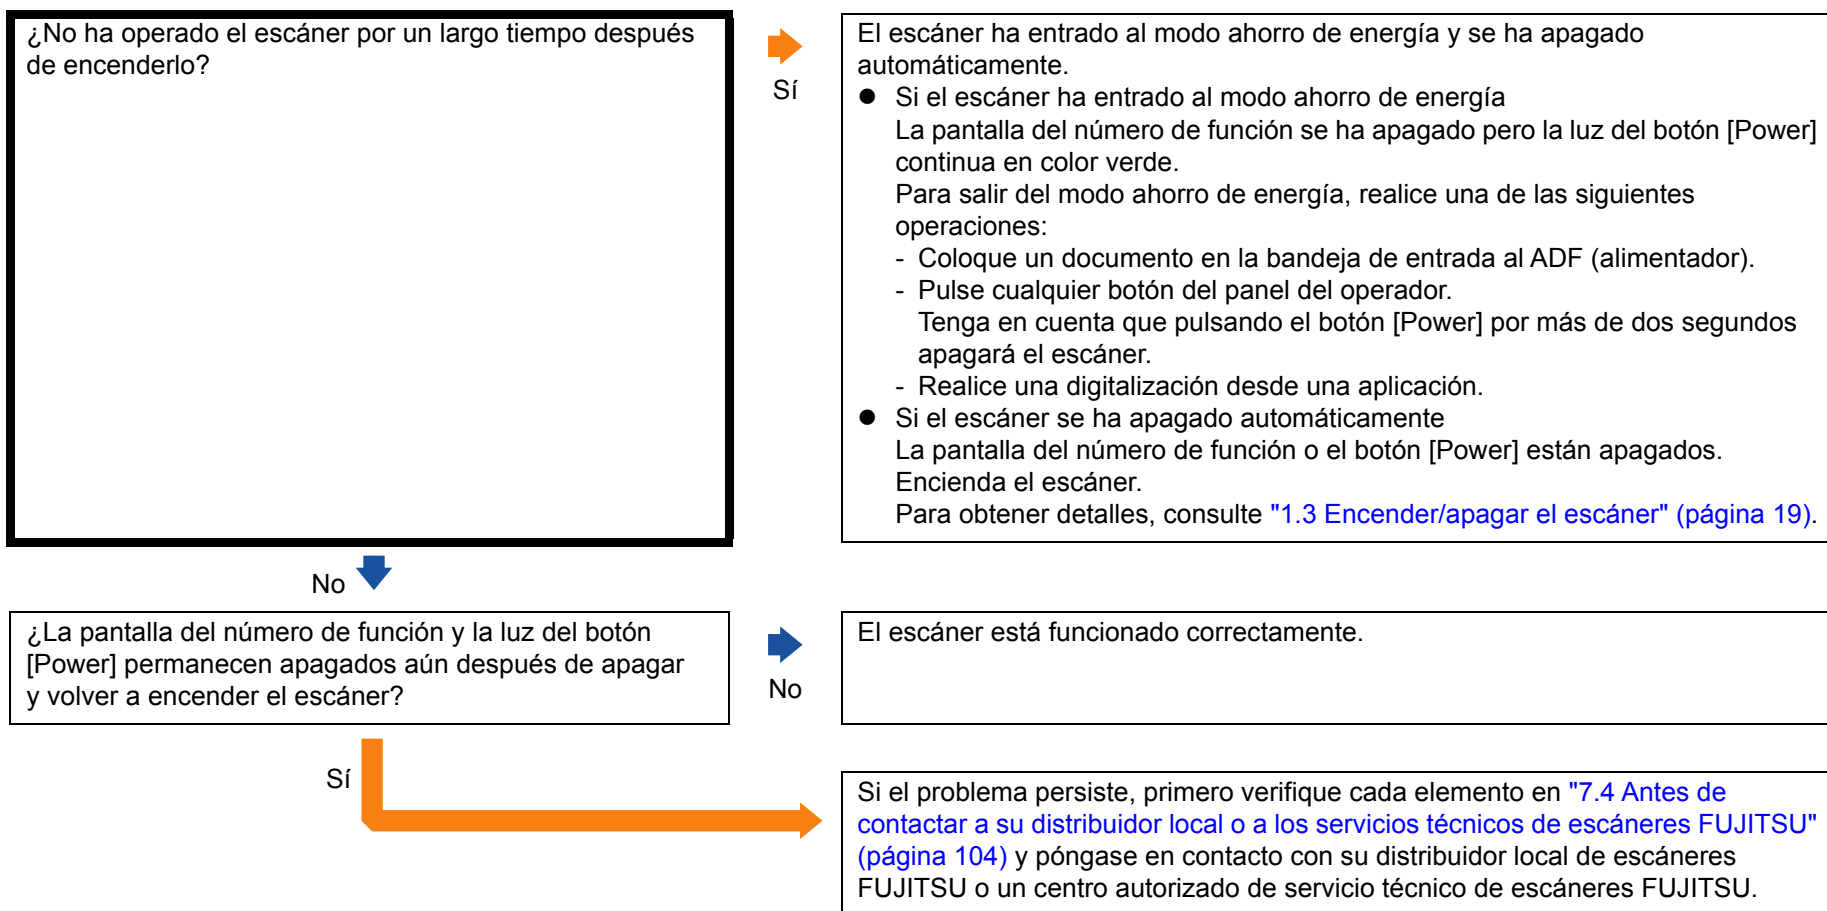 ¿No ha operado el escáner por un largo tiempo después
de encenderlo?
Sí
El escáner ha entrado al modo ahorro de energía y se ha apagado
automáticamente.
● Si el escáner ha entrado al modo ahorro de energía
La pantalla del número de función se ha apagado pero la luz del botón [Power]
continua en color verde.
Para salir del modo ahorro de energía, realice una de las siguientes
operaciones:
- Coloque un documento en la bandeja de entrada al ADF (alimentador).
- Pulse cualquier botón del panel del operador.
Tenga en cuenta que pulsando el botón [Power] por más de dos segundos
apagará el escáner.
- Realice una digitalización desde una aplicación.
● Si el escáner se ha apagado automáticamente
La pantalla del número de función o el botón [Power] están apagados.
Encienda el escáner.
Para obtener detalles, consulte "1.3 Encender/apagar el escáner" (página 19).
No
¿La pantalla del número de función y la luz del botón
[Power] permanecen apagados aún después de apagar
y volver a encender el escáner?
No
El escáner está funcionado correctamente.
Sí
Si el problema persiste, primero verifique cada elemento en "7.4 Antes de
contactar a su distribuidor local o a los servicios técnicos de escáneres FUJITSU"
(página 104) y póngase en contacto con su distribuidor local de escáneres
FUJITSU o un centro autorizado de servicio técnico de escáneres FUJITSU.